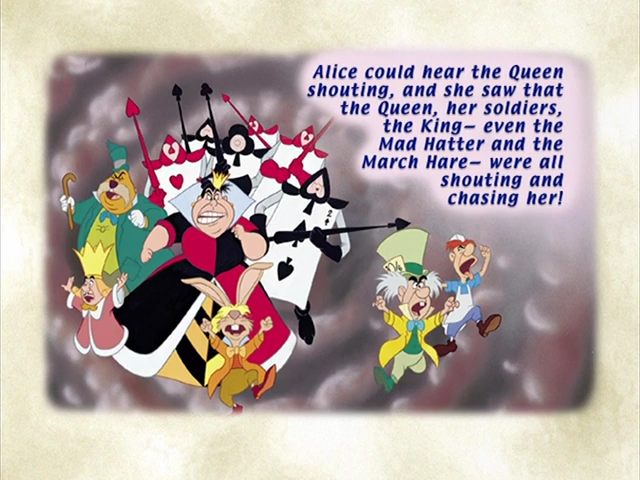 Alice could hear the Queen
shouting, and she saw that
the Queen, her soldiers,
the King— even the
Mad Hatter and the
March Hare— were all
shouting and
chasing her!
2